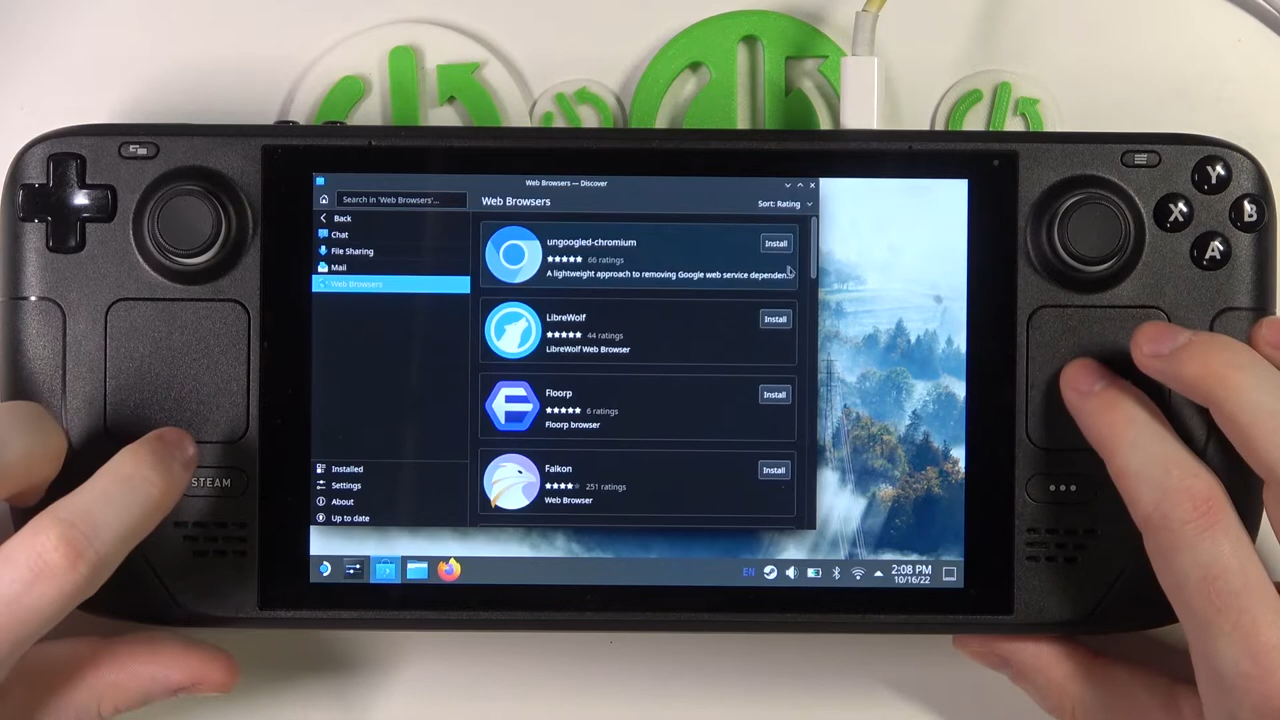 Web Browsers — Discover
Search in 'Web Browsers'...
Web Browsers
Sort: Rating
Back
Chat
File Sharing
Mail
Web Browsers
Installed
Settings
About
Up to date
ungoogled-chromium
Install
66 ratings
A lightweight approach to removing Google web service dependen...
LibreWolf
Install
44 ratings
LibreWolf Web Browser
Floorp
Install
6 ratings
Floorp browser
Falkon
Install
251 ratings
Web Browser
EN
2:08 PM
10/16/22
STEAM
Y
X
B
A